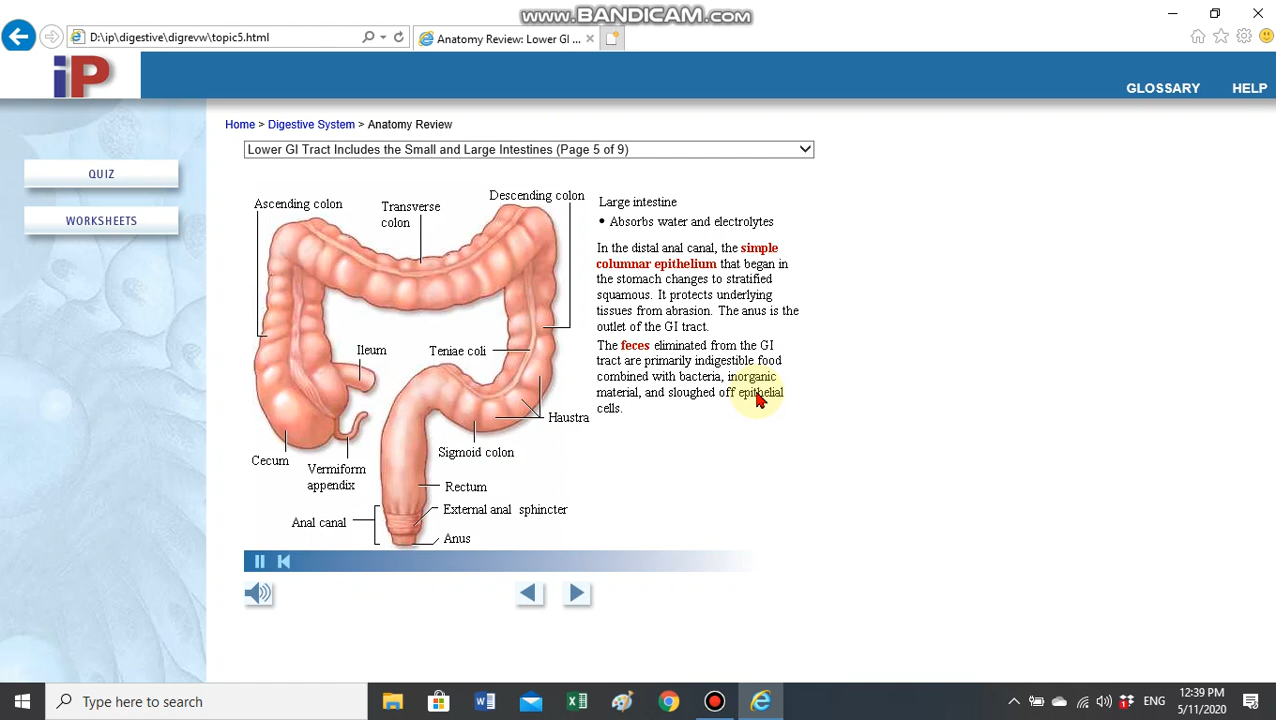 www.BANDICAM.com
D:\ip\digestive\digrevw\topic5.html
Anatomy Review: Lower GI ...
iP
GLOSSARY
HELP
Home > Digestive System > Anatomy Review
Lower GI Tract Includes the Small and Large Intestines (Page 5 of 9)
QUIZ
WORKSHEETS
Ascending colon
Transverse
colon
Descending colon
Ileum
Teniae coli
Haustra
Cecum
Vermiform
appendix
Sigmoid colon
Rectum
External anal sphincter
Anal canal
Anus
Large intestine
• Absorbs water and electrolytes
In the distal anal canal, the simple
columnar epithelium that began in
the stomach changes to stratified
squamous. It protects underlying
tissues from abrasion. The anus is the
outlet of the GI tract.
The feces eliminated from the GI
tract are primarily indigestible food
combined with bacteria, inorganic
material, and sloughed off epithelial
cells.
Type here to search
ENG
12:39 PM
5/11/2020